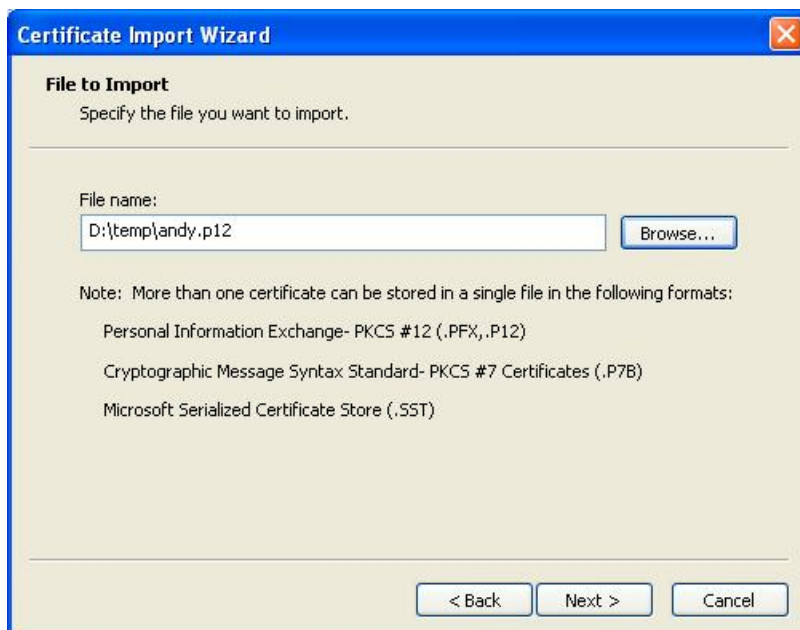 Certificate Import Wizard
File to Import
Specify the file you want to import.
File name:
D:\temp\andy.p12
Browse...
Note: More than one certificate can be stored in a single file in the following formats:
Personal Information Exchange- PKCS #12 (.PFX,.P12)
Cryptographic Message Syntax Standard- PKCS #7 Certificates (.P7B)
Microsoft Serialized Certificate Store (.SST)
< Back Next > Cancel